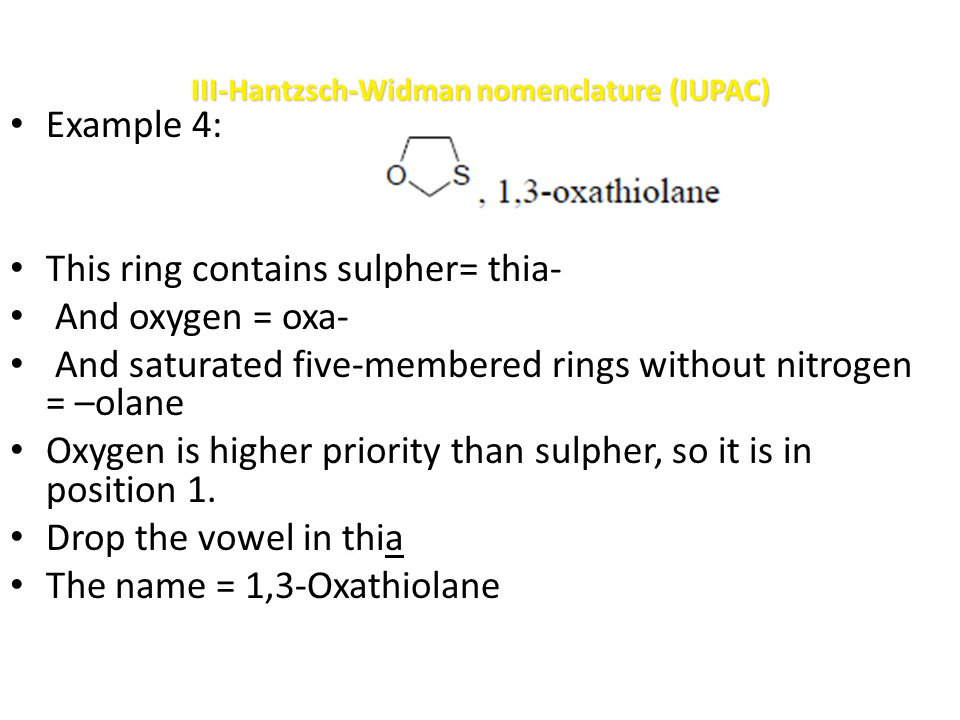 III-Hantzsch-Widman nomenclature (IUPAC)
• Example 4:
O S , 1,3-oxathiolane
• This ring contains sulpher= thia-
• And oxygen = oxa-
• And saturated five-membered rings without nitrogen
= –olane
• Oxygen is higher priority than sulpher, so it is in
position 1.
• Drop the vowel in thia
• The name = 1,3-Oxathiolane